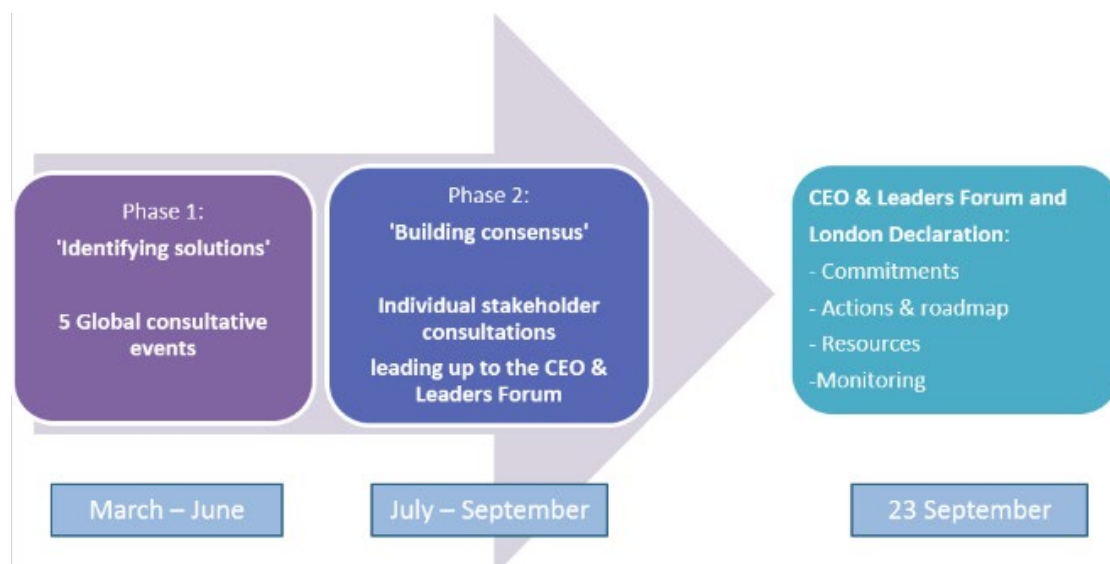 Phase 1:
'Identifying solutions'
5 Global consultative
events
March – June
Phase 2:
'Building consensus'
Individual stakeholder
consultations
leading up to the CEO &
Leaders Forum
July – September
CEO & Leaders Forum and
London Declaration:
- Commitments
- Actions & roadmap
- Resources
-Monitoring
23 September